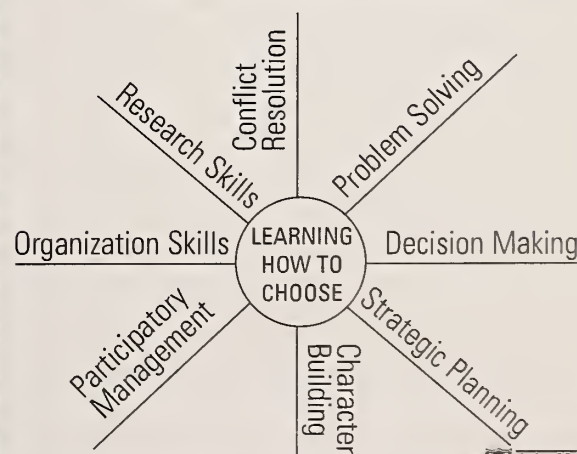 Conflict
Resolution
Problem Solving
Research Skills
Organization Skills
LEARNING
HOW TO
CHOOSE
Decision Making
Participatory
Management
Strategic Planning
Character
Building